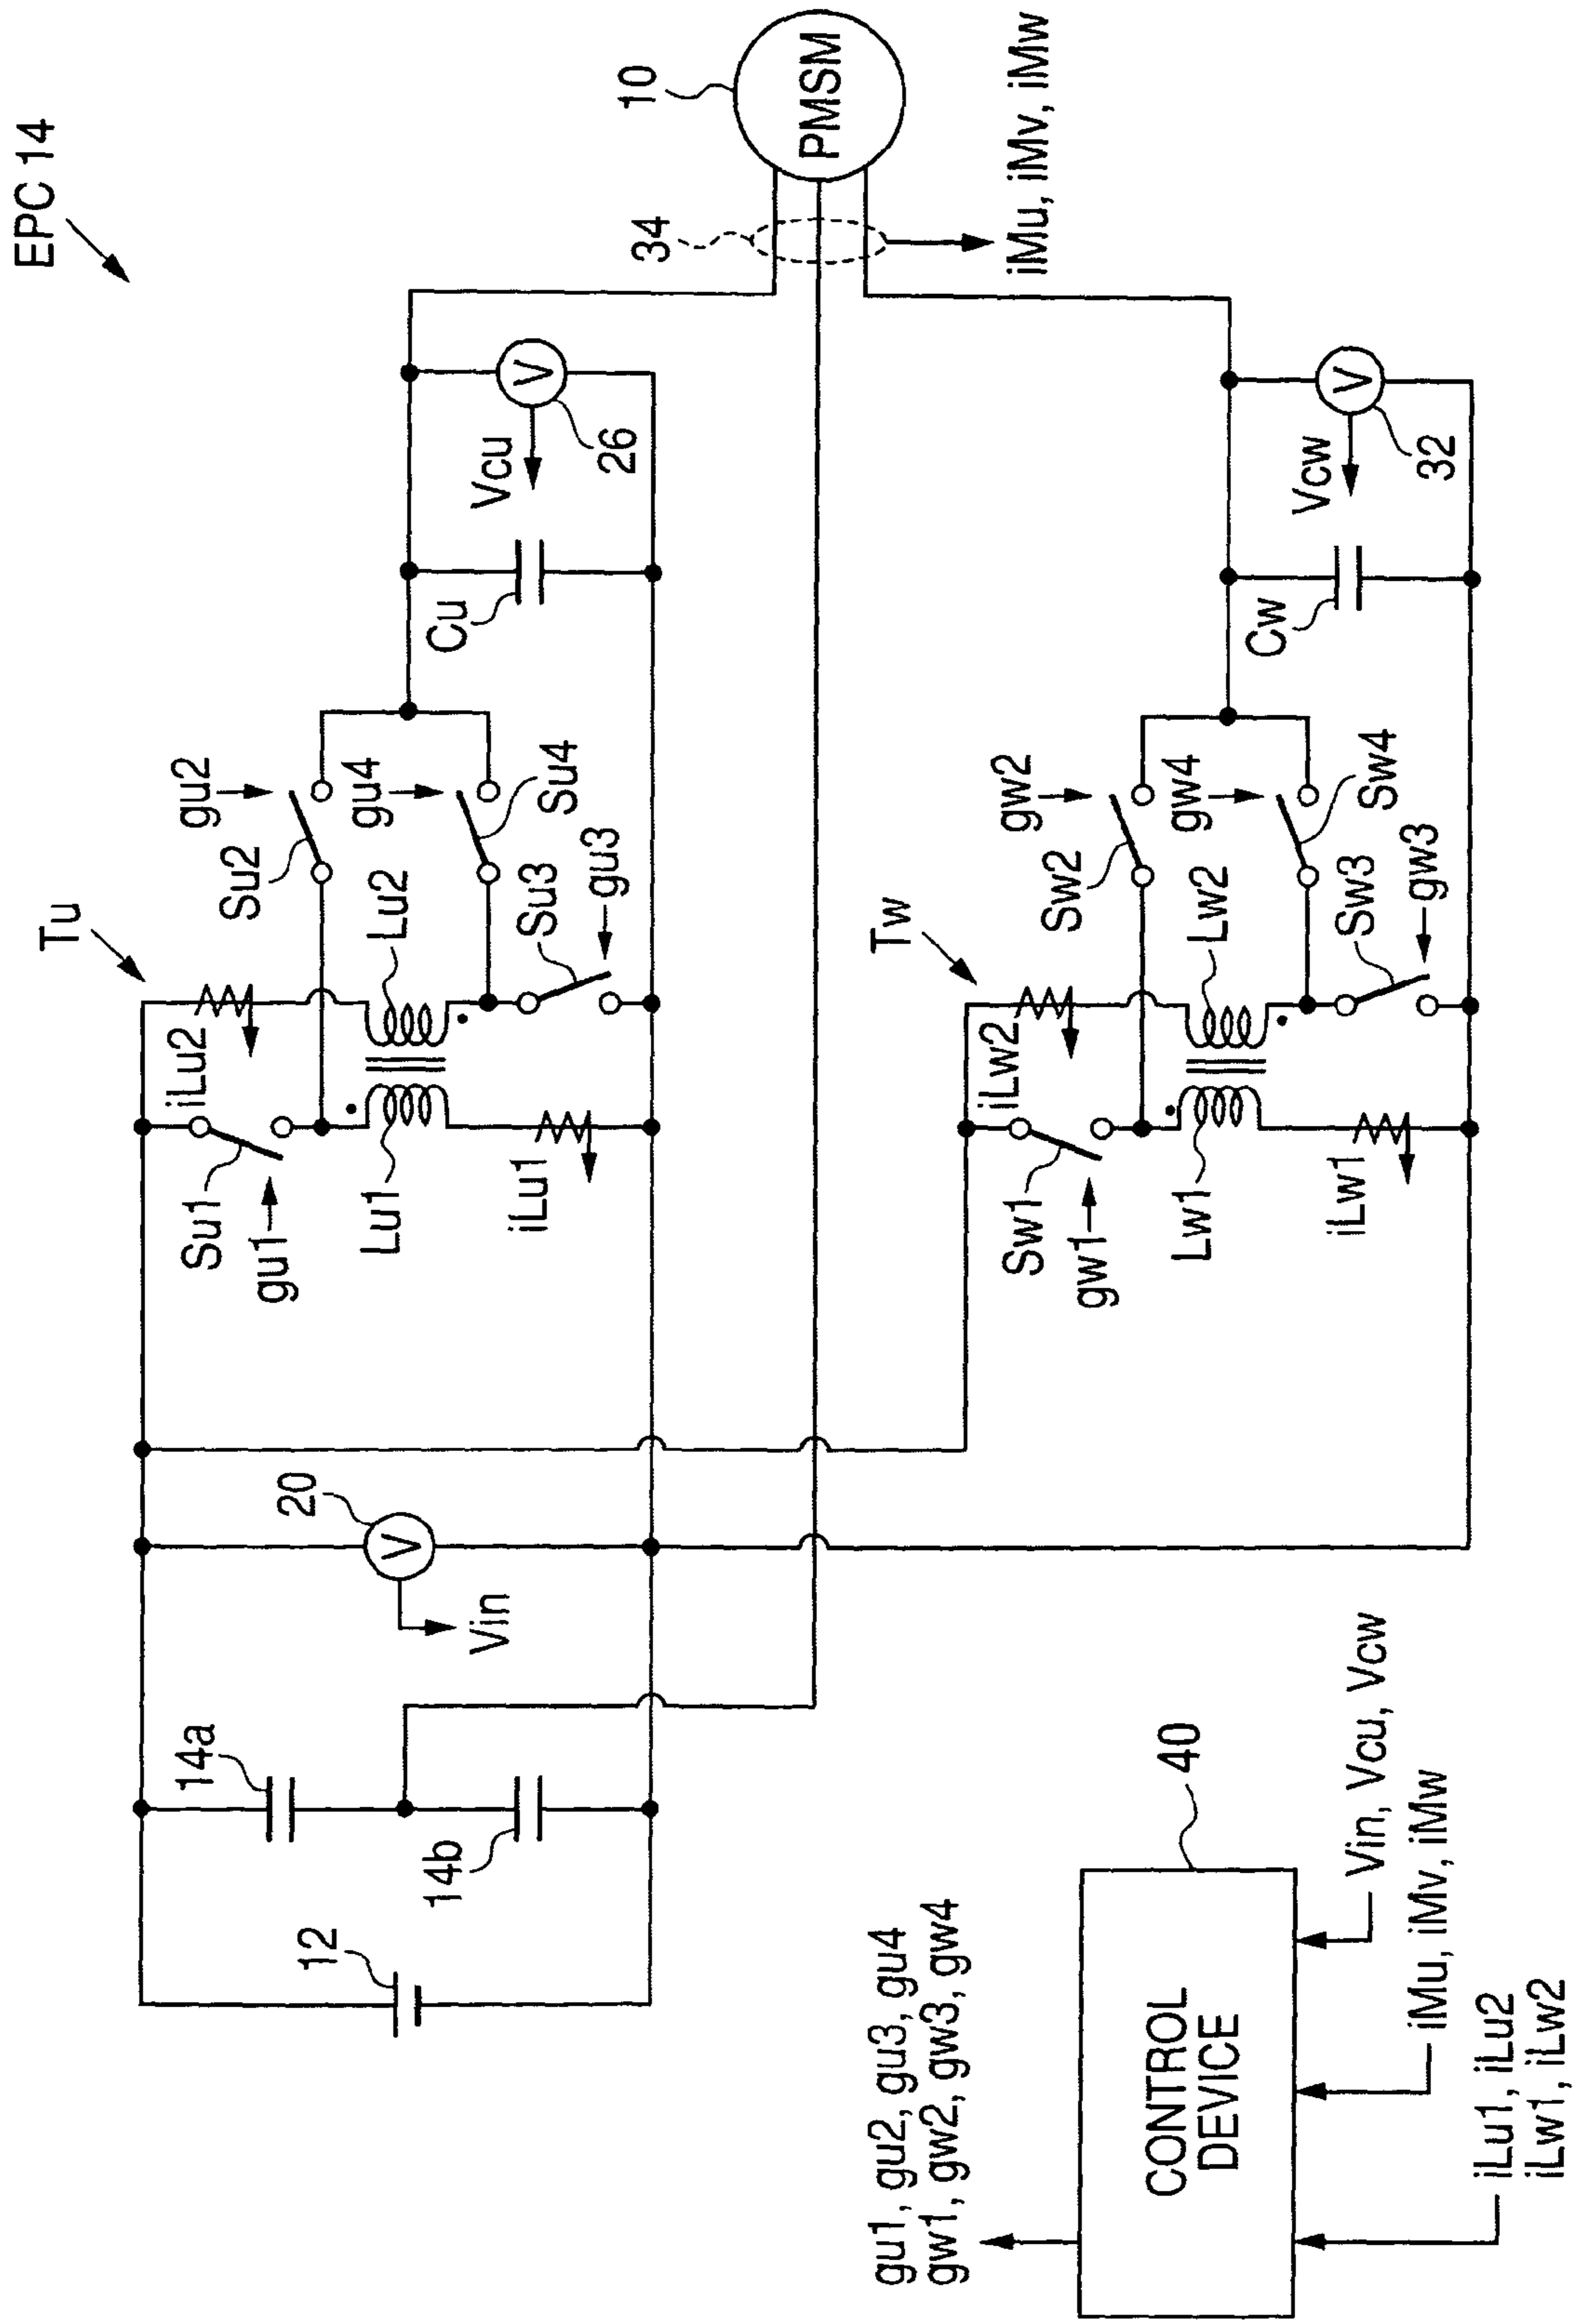 EPC 14
Tu
Su1
gu1
iLu2
Lu1
Lu2
iLu1
Su2
gu2
gu4
Su4
Su3
gu3
Cu
Vcu
26
34
10
PMSM
iMu, iMv, iMw
12
14a
14b
20
V
Vin
V
Tw
Sw1
gw1
iLw2
Lw1
Lw2
iLw1
Sw2
gw2
gw4
Sw4
Sw3
gw3
Cw
Vcw
V
32
gu1, gu2, gu3, gu4
gw1, gw2, gw3, gw4
CONTROL
DEVICE
40
Vin, Vcu, Vcw
iMu, iMv, iMw
iLu1, iLu2
iLw1, iLw2